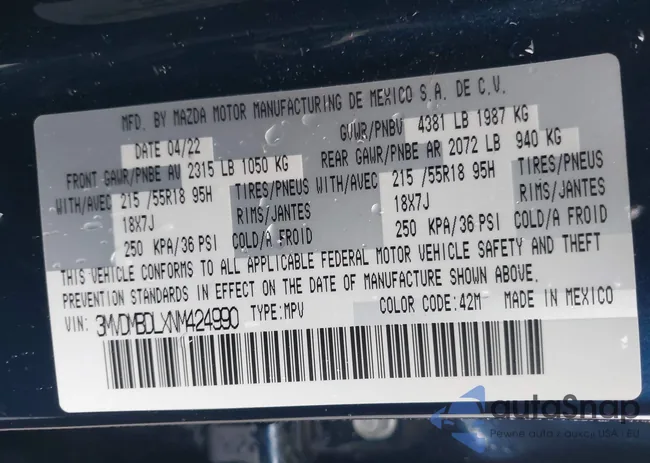 MFD. BY MAZDA MOTOR MANUFACTURING DE MEXICO S.A. DE C.V.
DATE 04/22 GVWR/PNBV 4381 LB 1987 KG
FRONT GAWR/PNBE AV 2315 LB 1050 KG REAR GAWR/PNBE AR 2072 LB 940 KG
WITH/AVEC 215 /55R18 95H TIRES/PNEUS WITH/AVEC 215 /55R18 95H TIRES/PNEUS
18X7J RIMS/JANTES 18X7J RIMS/JANTES
250 KPA/36 PSI COLD/A FROID 250 KPA/36 PSI COLD/A FROID
THIS VEHICLE CONFORMS TO ALL APPLICABLE FEDERAL MOTOR VEHICLE SAFETY AND THEFT
PREVENTION STANDARDS IN EFFECT ON THE DATE OF MANUFACTURE SHOWN ABOVE.
VIN: 3MVDMBDLXNM424990 TYPE:MPV COLOR CODE:42M MADE IN MEXICO
autoSnap
Pewne auta z aukcji USA - EU